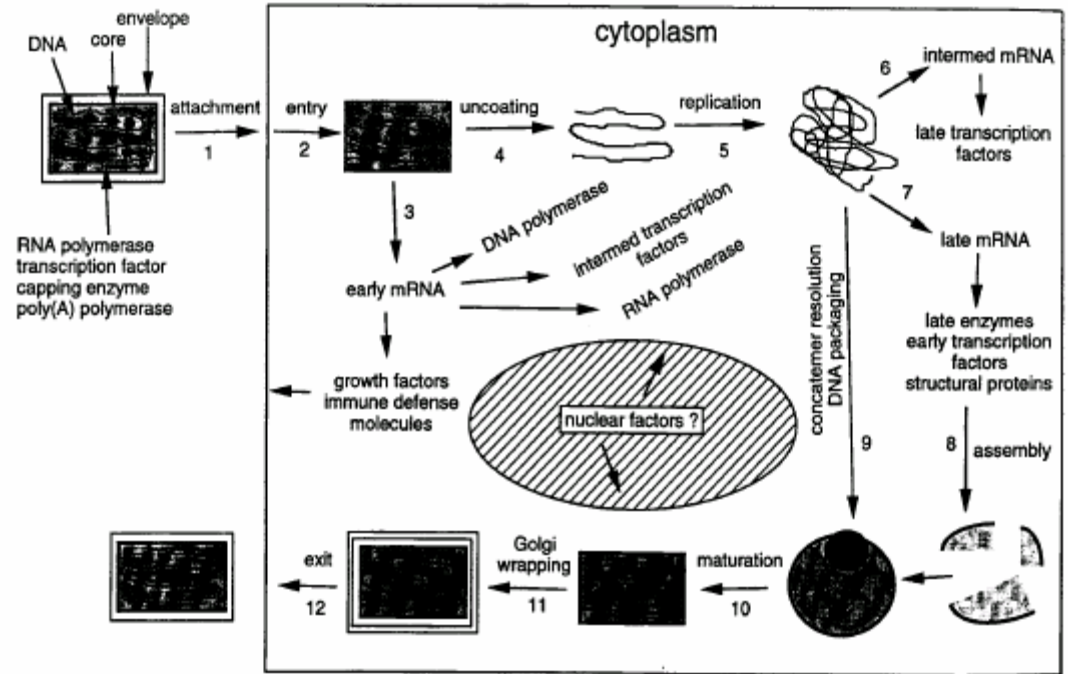 envelope
DNA
core
attachment
1
RNA polymerase
transcription factor
capping enzyme
poly(A) polymerase
cytoplasm
entry
2
uncoating
4
replication
5
6
intermed mRNA
late transcription
factors
7
late mRNA
late enzymes
early transcription
factors
structural proteins
3
early mRNA
DNA polymerase
intermed transcription
factors
RNA polymerase
growth factors
immune defense
molecules
nuclear factors ?
concatemer resolution
DNA packaging
9
8
assembly
maturation
10
Golgi
wrapping
11
exit
12